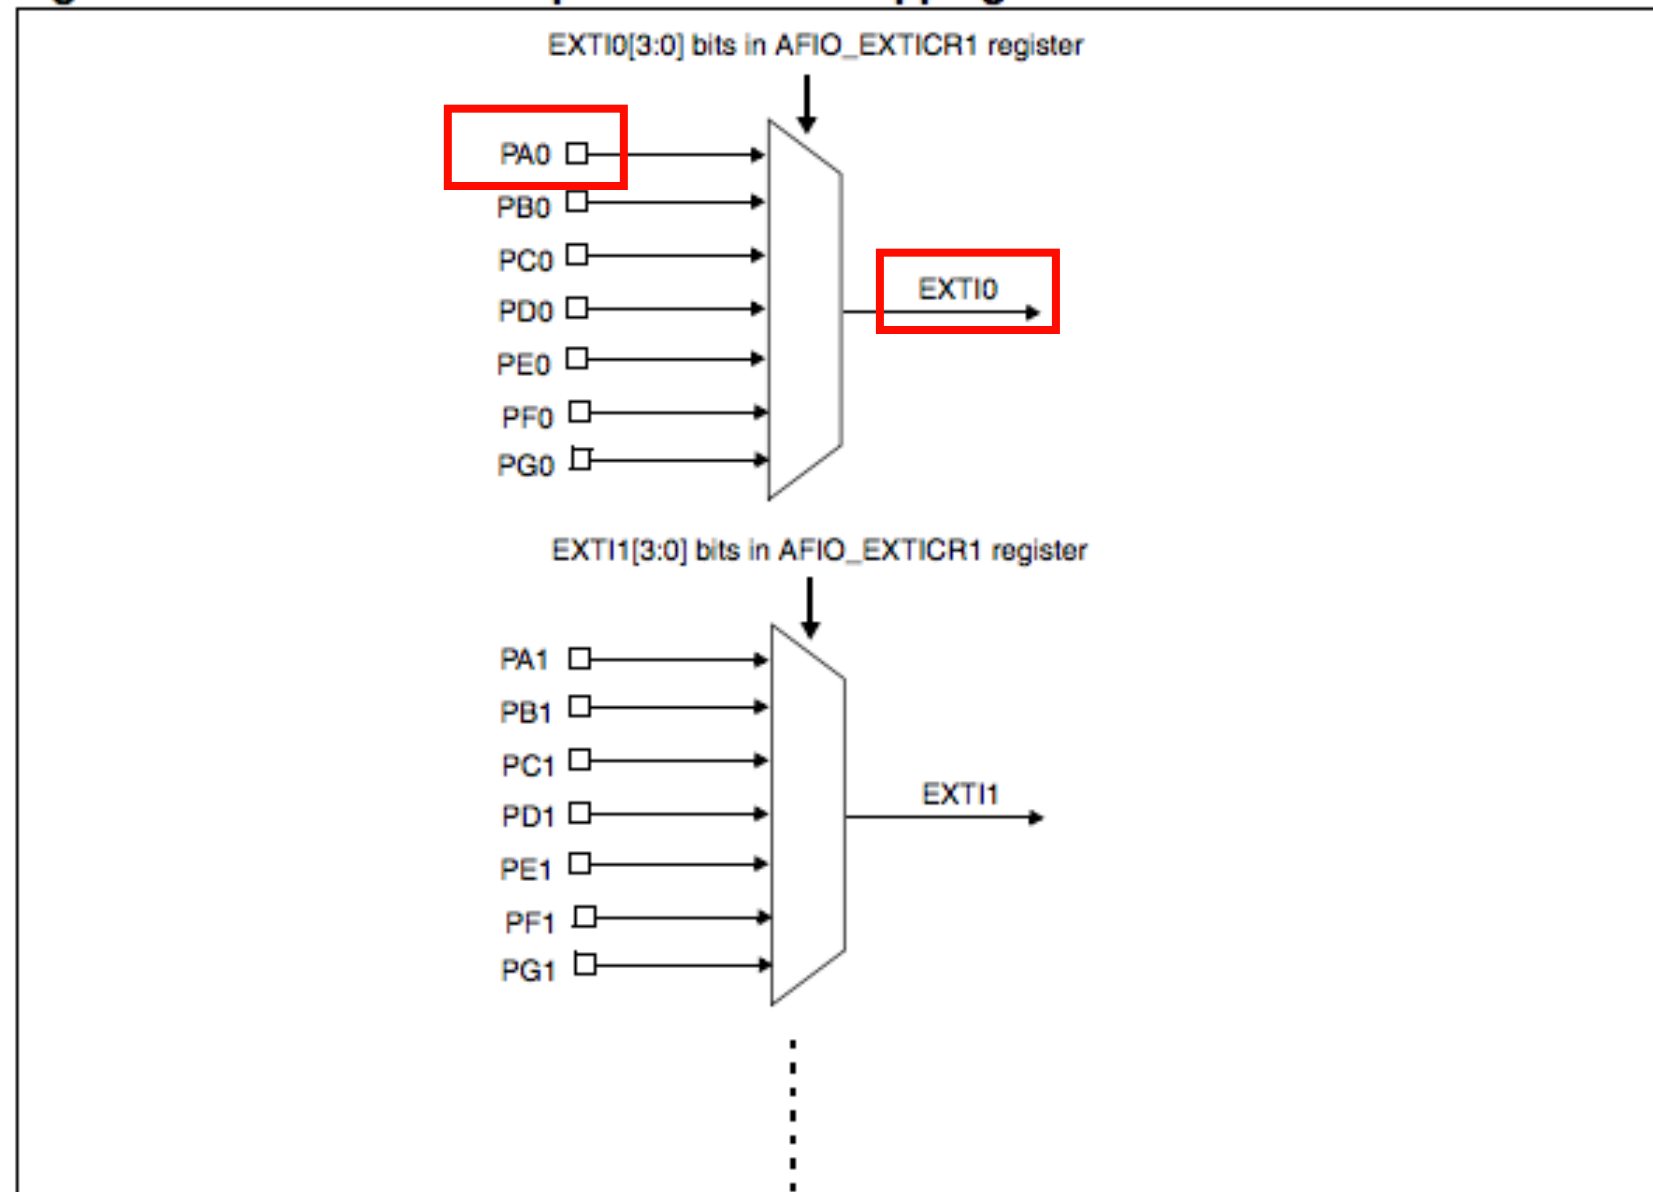 EXTI0[3:0] bits in AFIO_EXTICR1 register
PA0
PB0
PC0
PD0
PE0
PF0
PG0
EXTI0
EXTI1[3:0] bits in AFIO_EXTICR1 register
PA1
PB1
PC1
PD1
PE1
PF1
PG1
EXTI1